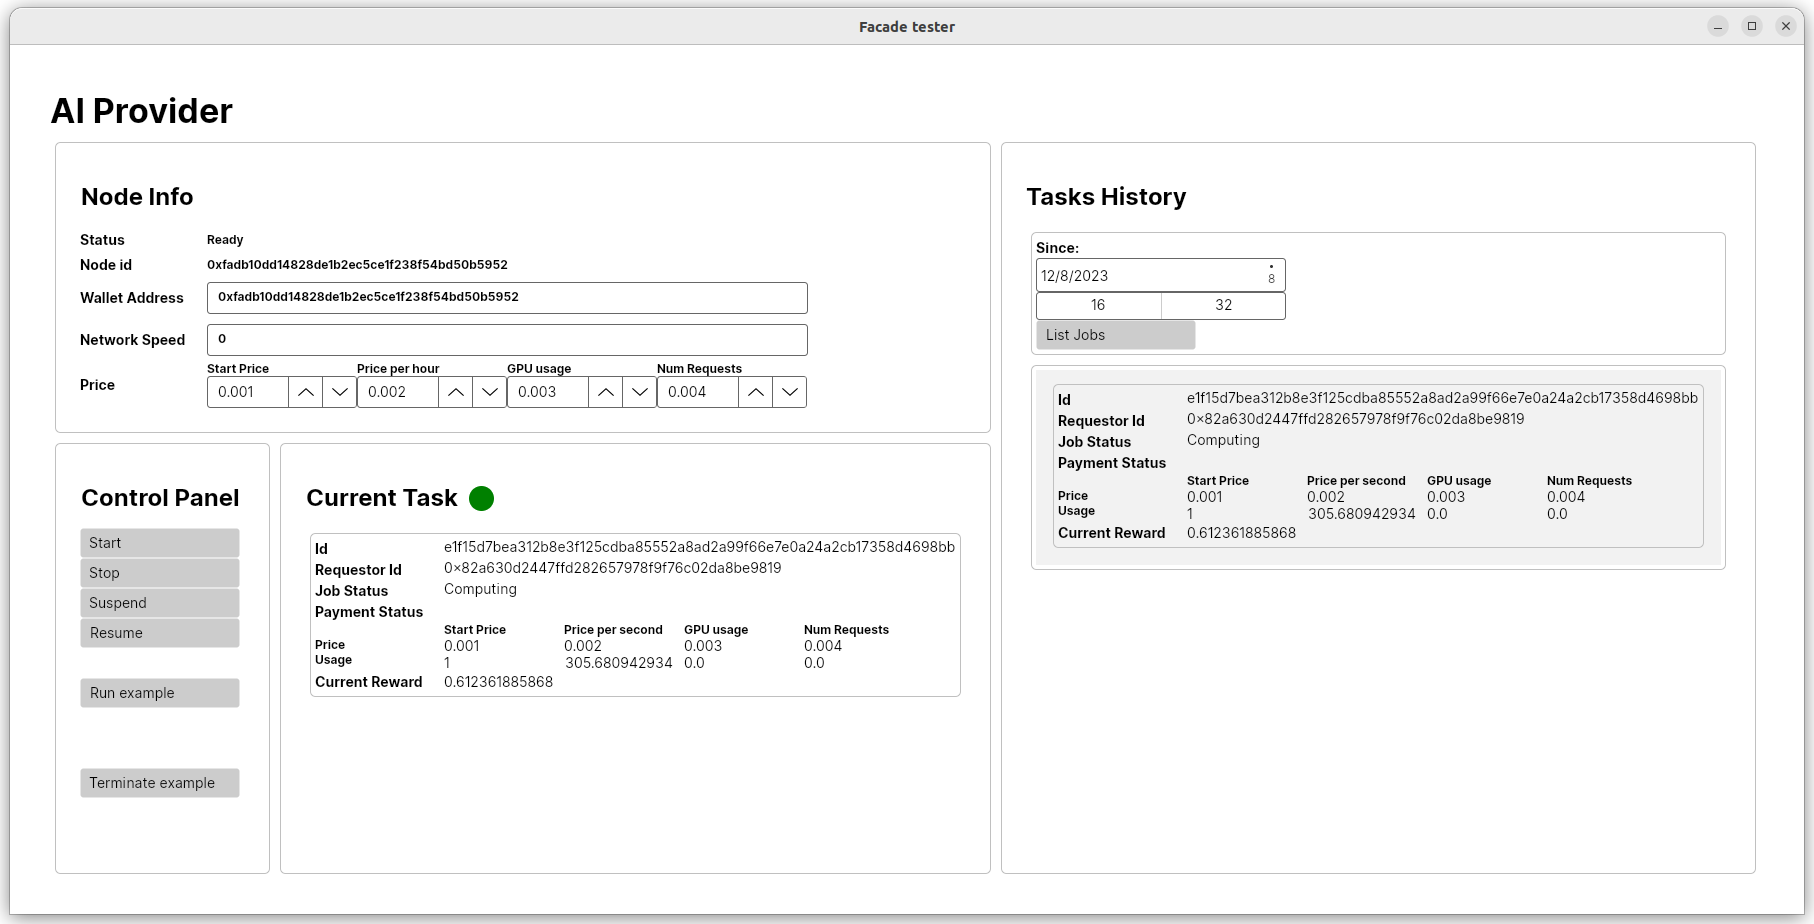 Facade tester
AI Provider
Node Info
Status Ready
Node id 0xfadb10dd14828de1b2ec5ce1f238f54bd50b5952
Wallet Address 0xfadb10dd14828de1b2ec5ce1f238f54bd50b5952
Network Speed 0
Start Price Price per hour GPU usage Num Requests
Price 0.001 0.002 0.003 0.004
Control Panel
Start
Stop
Suspend
Resume
Run example
Terminate example
Current Task
Id e1f15d7bea312b8e3f125cdba85552a8ad2a99f66e7e0a24a2cb17358d4698bb
Requestor Id 0x82a630d2447ffd282657978f9f76c02da8be9819
Job Status Computing
Payment Status
Start Price Price per second GPU usage Num Requests
Price 0.001 0.002 0.003 0.004
Usage 1 305.680942934 0.0 0.0
Current Reward 0.612361885868
Tasks History
Since:
12/8/2023 8
16 32
List Jobs
Id e1f15d7bea312b8e3f125cdba85552a8ad2a99f66e7e0a24a2cb17358d4698bb
Requestor Id 0x82a630d2447ffd282657978f9f76c02da8be9819
Job Status Computing
Payment Status
Start Price Price per second GPU usage Num Requests
Price 0.001 0.002 0.003 0.004
Usage 1 305.680942934 0.0 0.0
Current Reward 0.612361885868